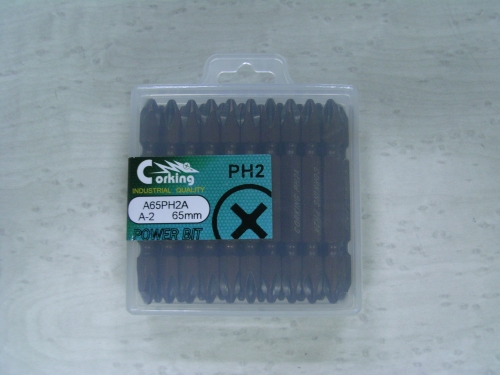 Corking
INDUSTRIAL QUALITY
PH2
A65PH2A
A-2 65mm
POWER BIT